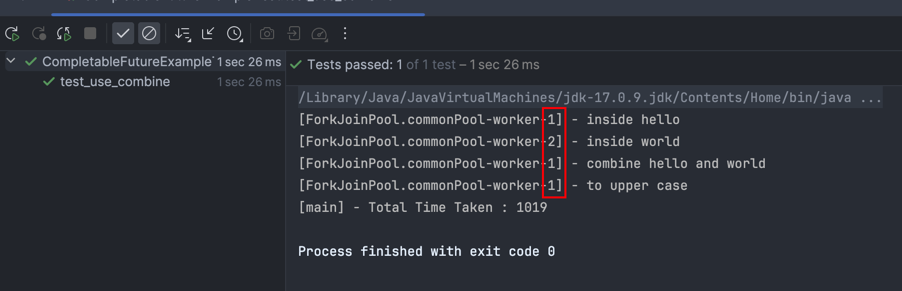 CompletableFutureExample 1 sec 26 ms
test_use_combine 1 sec 26 ms
Tests passed: 1 of 1 test – 1 sec 26 ms
/Library/Java/JavaVirtualMachines/jdk-17.0.9.jdk/Contents/Home/bin/java ...
[ForkJoinPool.commonPool-worker-1] - inside hello
[ForkJoinPool.commonPool-worker-2] - inside world
[ForkJoinPool.commonPool-worker-1] - combine hello and world
[ForkJoinPool.commonPool-worker-1] - to upper case
[main] - Total Time Taken : 1019
Process finished with exit code 0